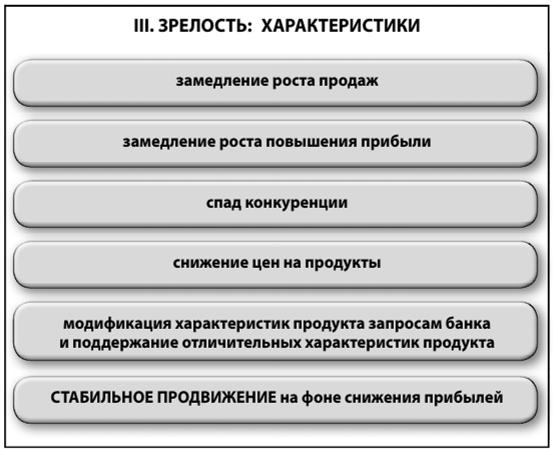 III. ЗРЕЛОСТЬ: ХАРАКТЕРИСТИКИ
замедление роста продаж
замедление роста повышения прибыли
спад конкуренции
снижение цен на продукты
модификация характеристик продукта запросам банка
и поддержание отличительных характеристик продукта
СТАБИЛЬНОЕ ПРОДВИЖЕНИЕ на фоне снижения прибылей